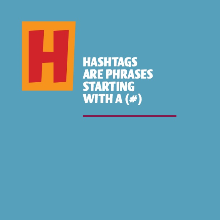 H
HASHTAGS
ARE PHRASES
STARTING
WITH A (#)